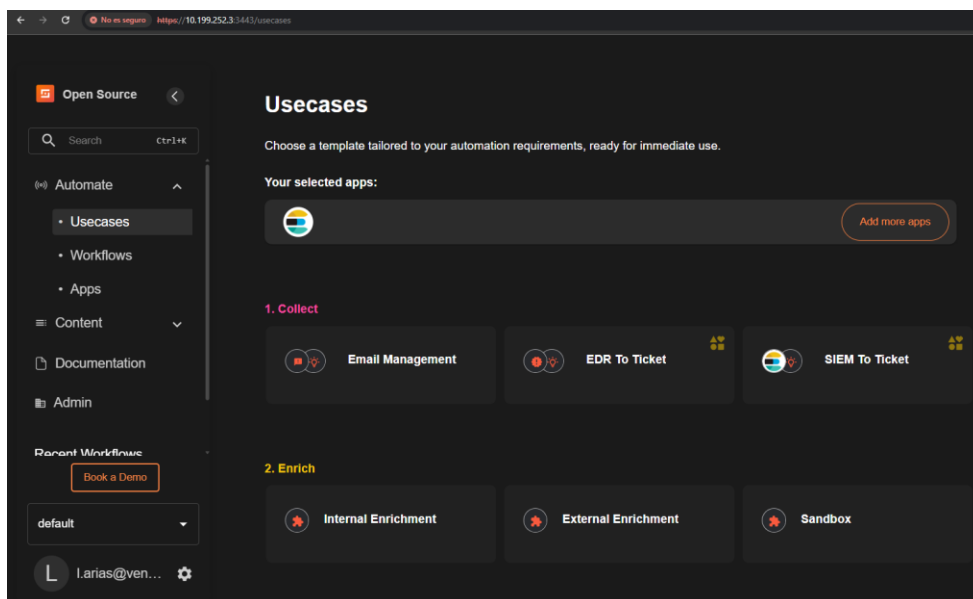 No es seguro https://10.199.252.3:3443/usecases
Open Source
Search Ctrl+K
Automate
Usecases
Workflows
Apps
Content
Documentation
Admin
Recent Workflows
Book a Demo
default
L l.arias@ven...
Usecases
Choose a template tailored to your automation requirements, ready for immediate use.
Your selected apps:
Add more apps
1. Collect
Email Management
EDR To Ticket
SIEM To Ticket
2. Enrich
Internal Enrichment
External Enrichment
Sandbox